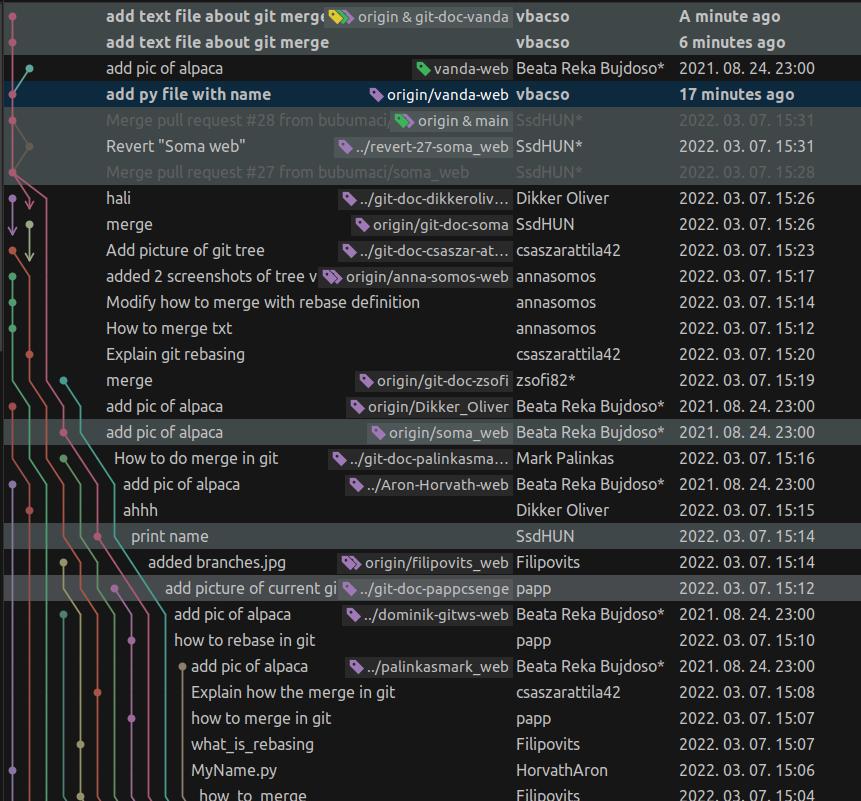 add text file about git merge origin & git-doc-vanda vbacso A minute ago
add text file about git merge vbacso 6 minutes ago
add pic of alpaca vanda-web Beata Reka Bujdoso* 2021. 08. 24. 23:00
add py file with name origin/vanda-web vbacso 17 minutes ago
Merge pull request #28 from bubumaci/ origin & main SsdHUN* 2022. 03. 07. 15:31
Revert "Soma web" ../revert-27-soma_web SsdHUN* 2022. 03. 07. 15:31
Merge pull request #27 from bubumaci/soma_web SsdHUN* 2022. 03. 07. 15:28
hali ../git-doc-dikkeroliv... Dikker Oliver 2022. 03. 07. 15:26
merge origin/git-doc-soma SsdHUN 2022. 03. 07. 15:26
Add picture of git tree ../git-doc-csaszar-at... csaszarattila42 2022. 03. 07. 15:23
added 2 screenshots of tree v origin/anna-somos-web annasomos 2022. 03. 07. 15:17
Modify how to merge with rebase definition annasomos 2022. 03. 07. 15:14
How to merge txt annasomos 2022. 03. 07. 15:12
Explain git rebasing csaszarattila42 2022. 03. 07. 15:20
merge origin/git-doc-zsofi zsofi82* 2022. 03. 07. 15:19
add pic of alpaca origin/Dikker_Oliver Beata Reka Bujdoso* 2021. 08. 24. 23:00
add pic of alpaca origin/soma_web Beata Reka Bujdoso* 2021. 08. 24. 23:00
How to do merge in git ../git-doc-palinkasma... Mark Palinkas 2022. 03. 07. 15:16
add pic of alpaca ../Aron-Horvath-web Beata Reka Bujdoso* 2021. 08. 24. 23:00
ahhh Dikker Oliver 2022. 03. 07. 15:15
print name SsdHUN 2022. 03. 07. 15:14
added branches.jpg origin/filipovits_web Filipovits 2022. 03. 07. 15:14
add picture of current gi ../git-doc-pappcsenge papp 2022. 03. 07. 15:12
add pic of alpaca ../dominik-gitws-web Beata Reka Bujdoso* 2021. 08. 24. 23:00
how to rebase in git papp 2022. 03. 07. 15:10
add pic of alpaca ../palinkasmark_web Beata Reka Bujdoso* 2021. 08. 24. 23:00
Explain how the merge in git csaszarattila42 2022. 03. 07. 15:08
how to merge in git papp 2022. 03. 07. 15:07
what_is_rebasing Filipovits 2022. 03. 07. 15:07
MyName.py HorvathAron 2022. 03. 07. 15:06
how_to_merge Filipovits 2022. 03. 07. 15:04